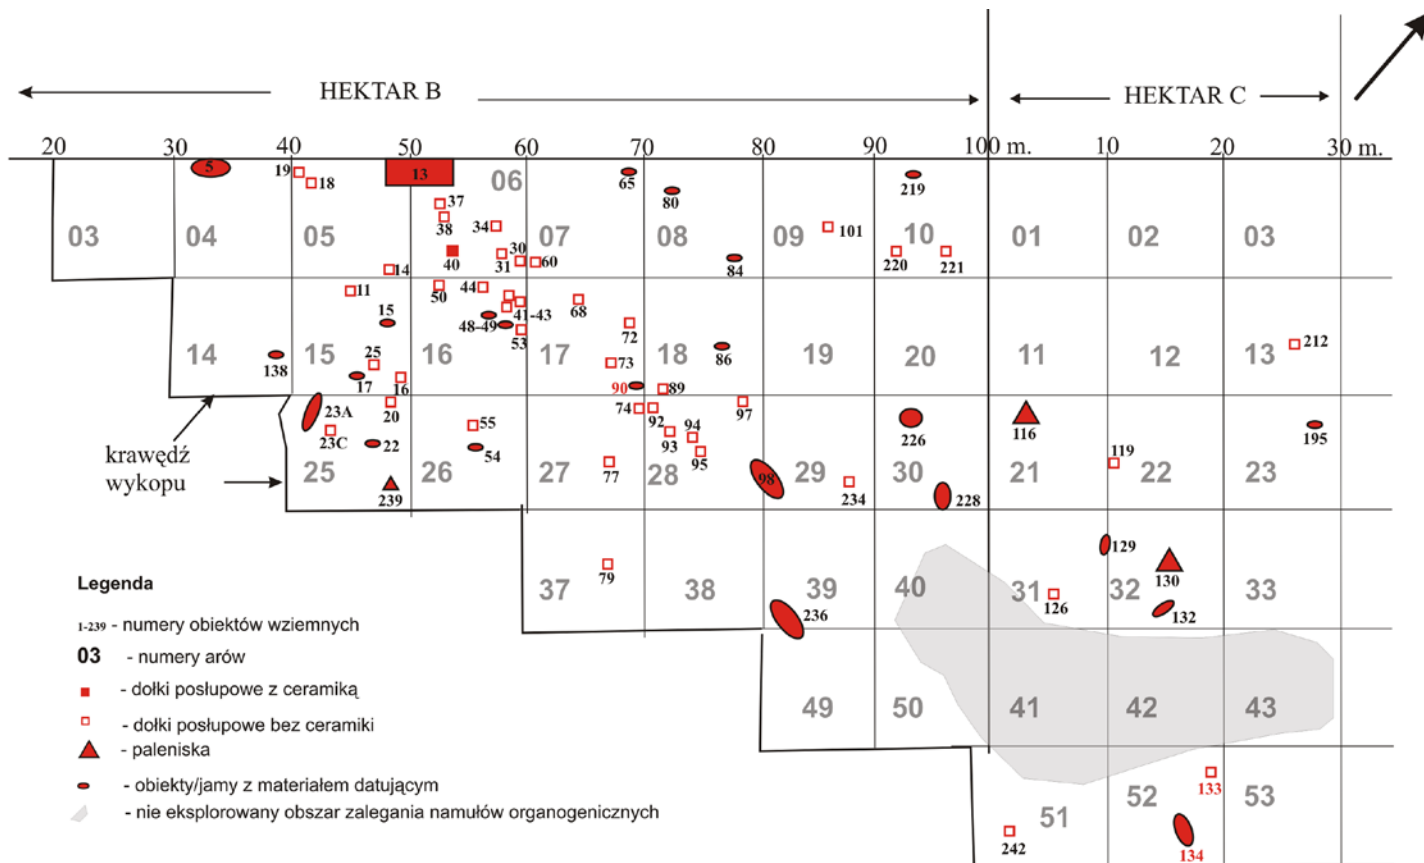 HEKTAR B
HEKTAR C
20 30 40 50 60 70 80 90 100 m. 10 20 30 m.
5 19 18 13 06 65 80 219
37 38 34 101
03 04 05 07 08 09 10 01 02 03
14 40 31 30 60 84 220 221
11 50 44 41-43 68
15 48-49 53 72
138 14 15 25 16 17 73 18 86 19 20 11 12 13 212
17 16 90 89
23A 20 55 74 92 97 226 116 195
krawędź
wykopu
23C 22 54 93 94 95 119
25 26 27 77 28 98 29 234 30 228 21 22 23
239
129
79 130
37 38 39 40 31 32 33
236 126 132
49 50 41 42 43
133
51 52 53
242 134
Legenda
1-239 - numery obiektów wziemnych
03 - numery arów
- dołki posłupowe z ceramiką
- dołki posłupowe bez ceramiki
- paleniska
- obiekty/jamy z materiałem datującym
- nie eksplorowany obszar zalegania namułów organogenicznych